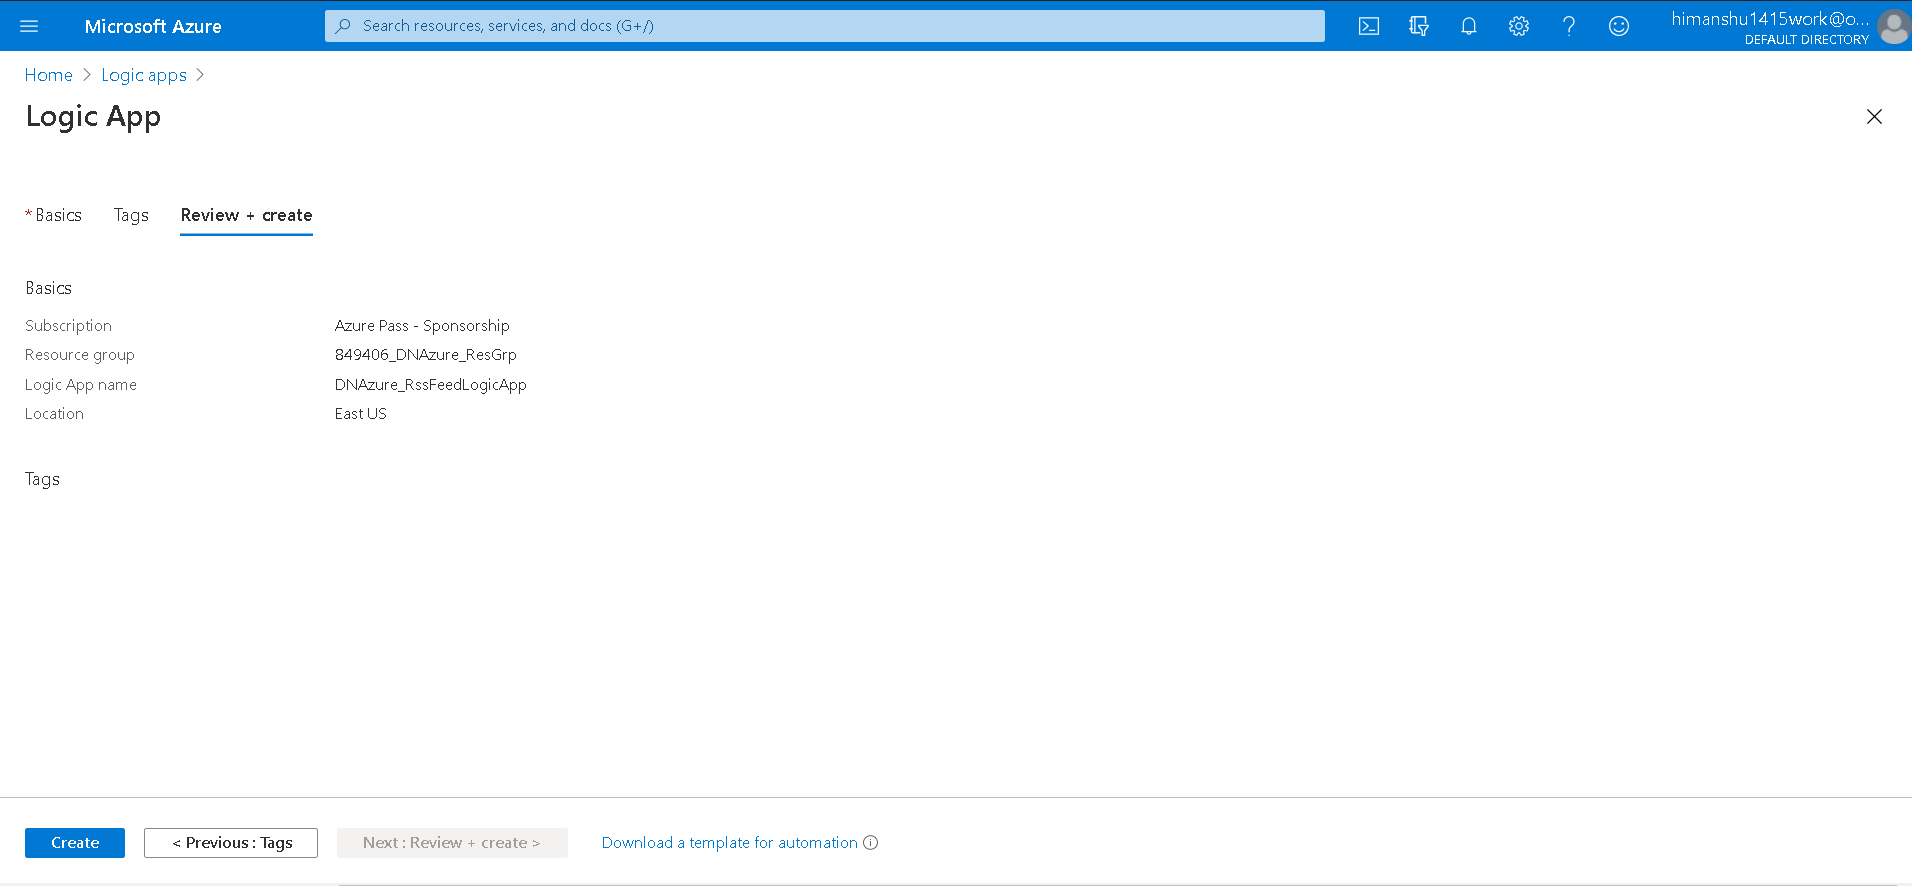 Microsoft Azure
Search resources, services, and docs (G+/)
himanshu1415work@o...
DEFAULT DIRECTORY
Home > Logic apps >
Logic App
* Basics Tags Review + create
Basics
Subscription Azure Pass - Sponsorship
Resource group 849406_DNAzure_ResGrp
Logic App name DNAzure_RssFeedLogicApp
Location East US
Tags
Create < Previous : Tags Next : Review + create > Download a template for automation